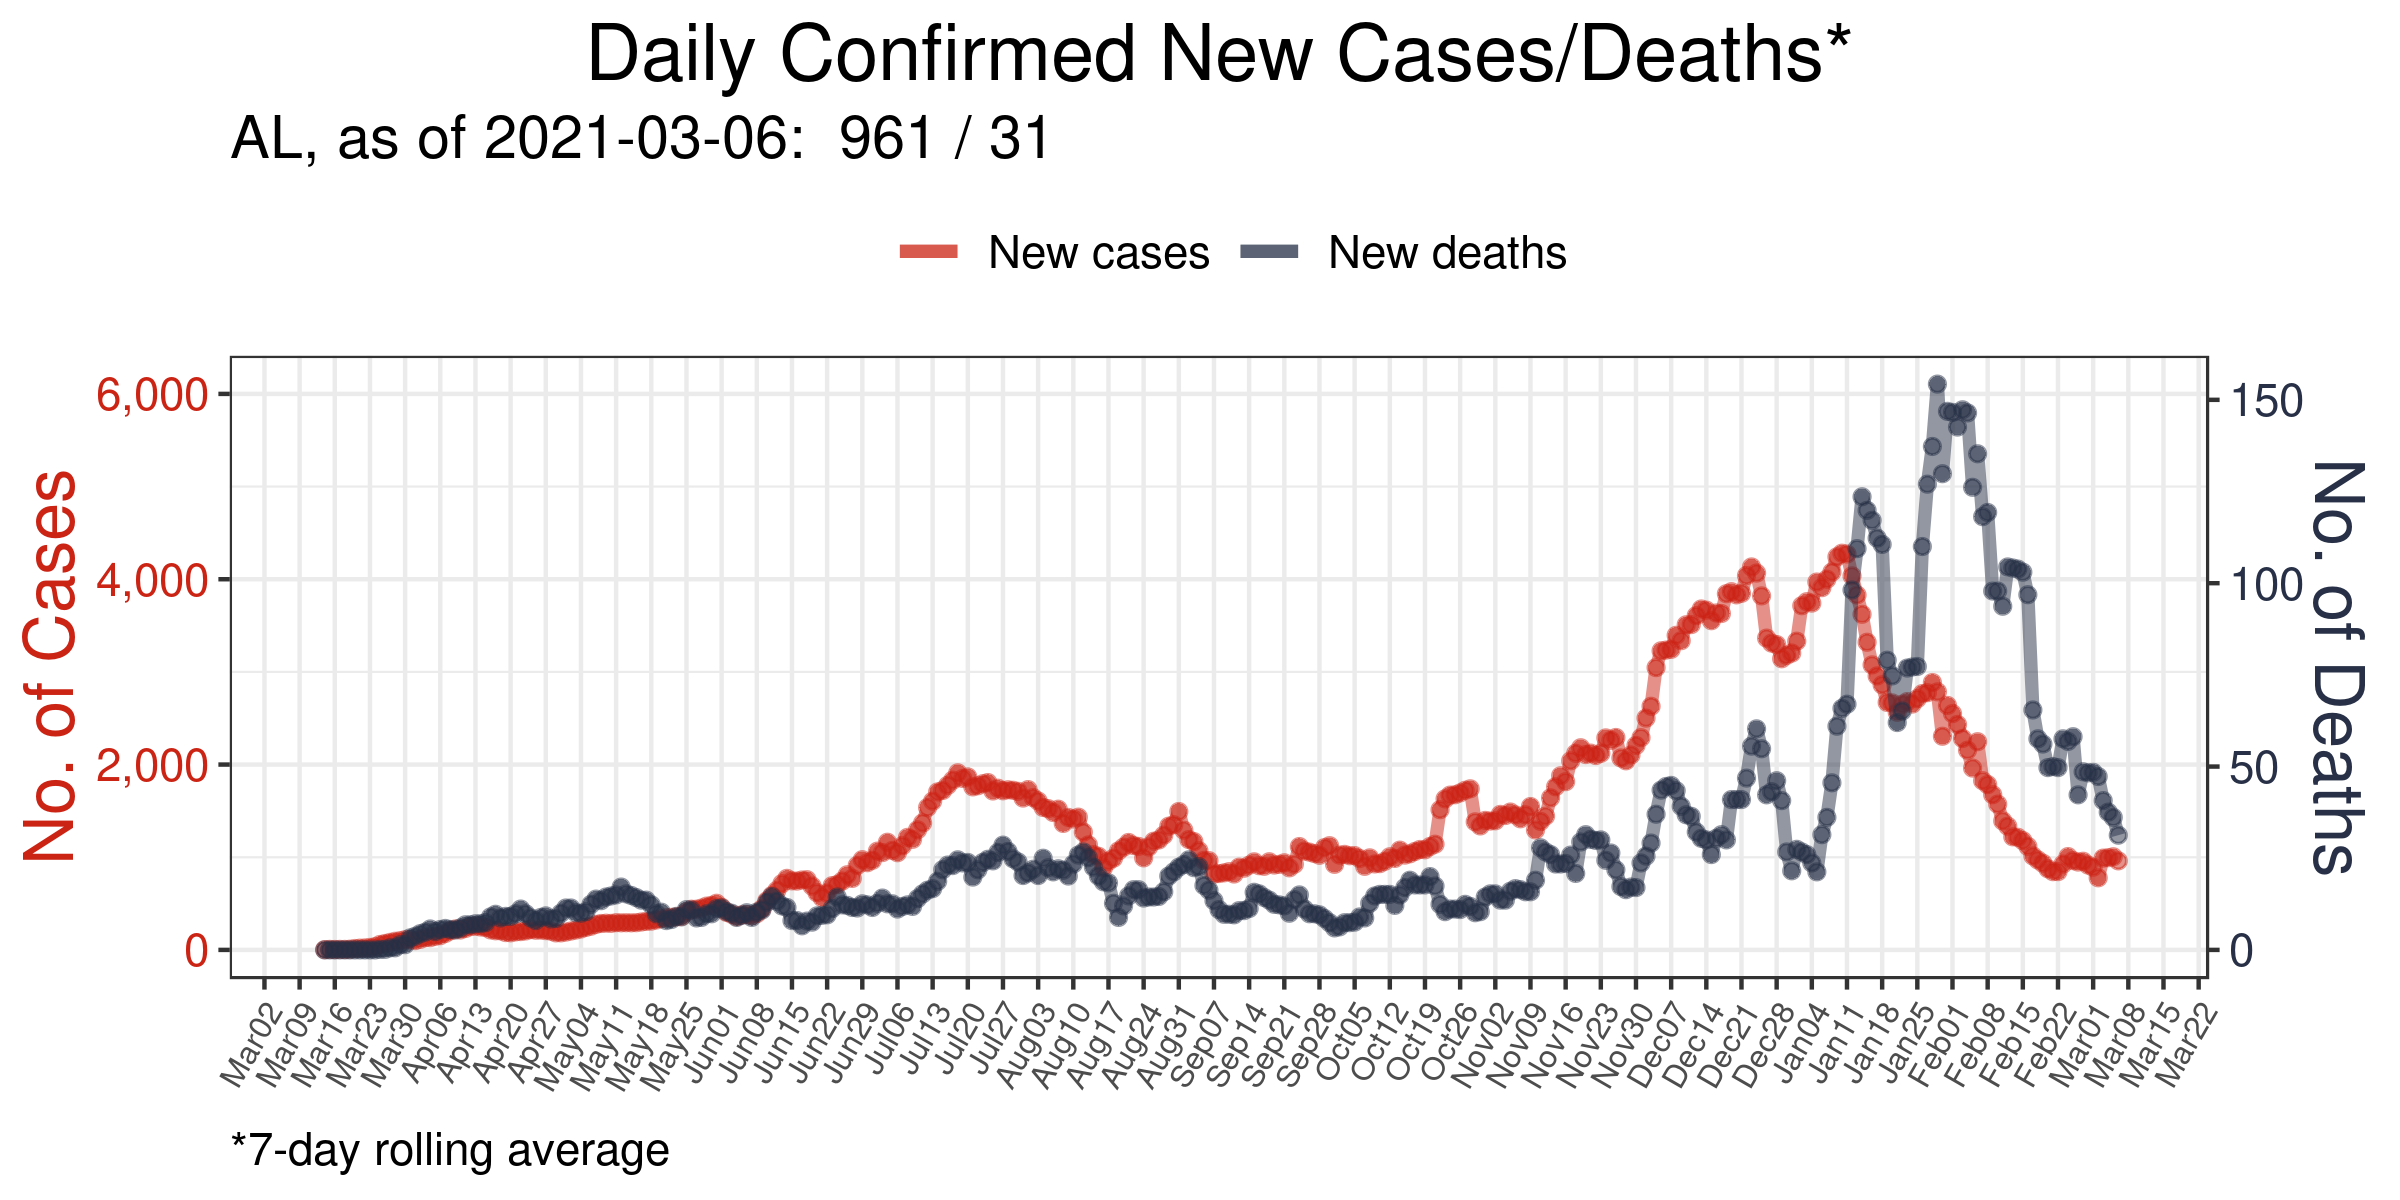 Daily Confirmed New Cases/Deaths*
AL, as of 2021-03-06:  961 / 31
New cases
New deaths
No. of Cases
6,000
4,000
2,000
0
150
100
50
0
No. of Deaths
Mar02
Mar09
Mar16
Mar23
Mar30
Apr06
Apr13
Apr20
Apr27
May04
May11
May18
May25
Jun01
Jun08
Jun15
Jun22
Jun29
Jul06
Jul13
Jul20
Jul27
Aug03
Aug10
Aug17
Aug24
Aug31
Sep07
Sep14
Sep21
Sep28
Oct05
Oct12
Oct19
Oct26
Nov02
Nov09
Nov16
Nov23
Nov30
Dec07
Dec14
Dec21
Dec28
Jan04
Jan11
Jan18
Jan25
Feb01
Feb08
Feb15
Feb22
Mar01
Mar08
Mar15
Mar22
*7-day rolling average